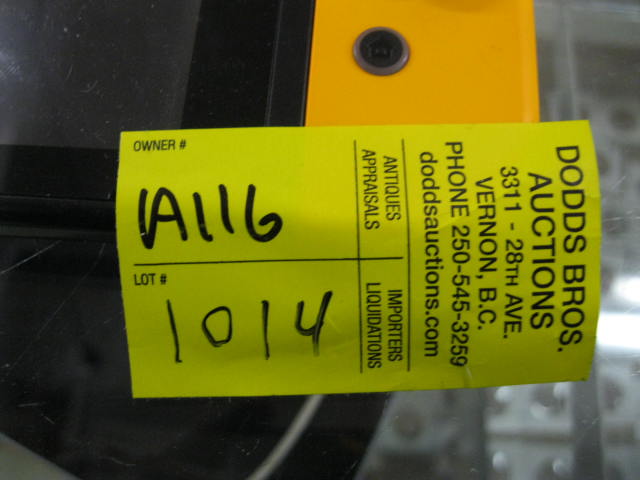 OWNER #
IA116
LOT #
1014
ANTIQUES
APPRAISALS
IMPORTERS
LIQUIDATIONS
DODDS BROS.
AUCTIONS
3311 - 28TH AVE.
VERNON, B.C.
PHONE 250-545-3259
doddsauctions.com